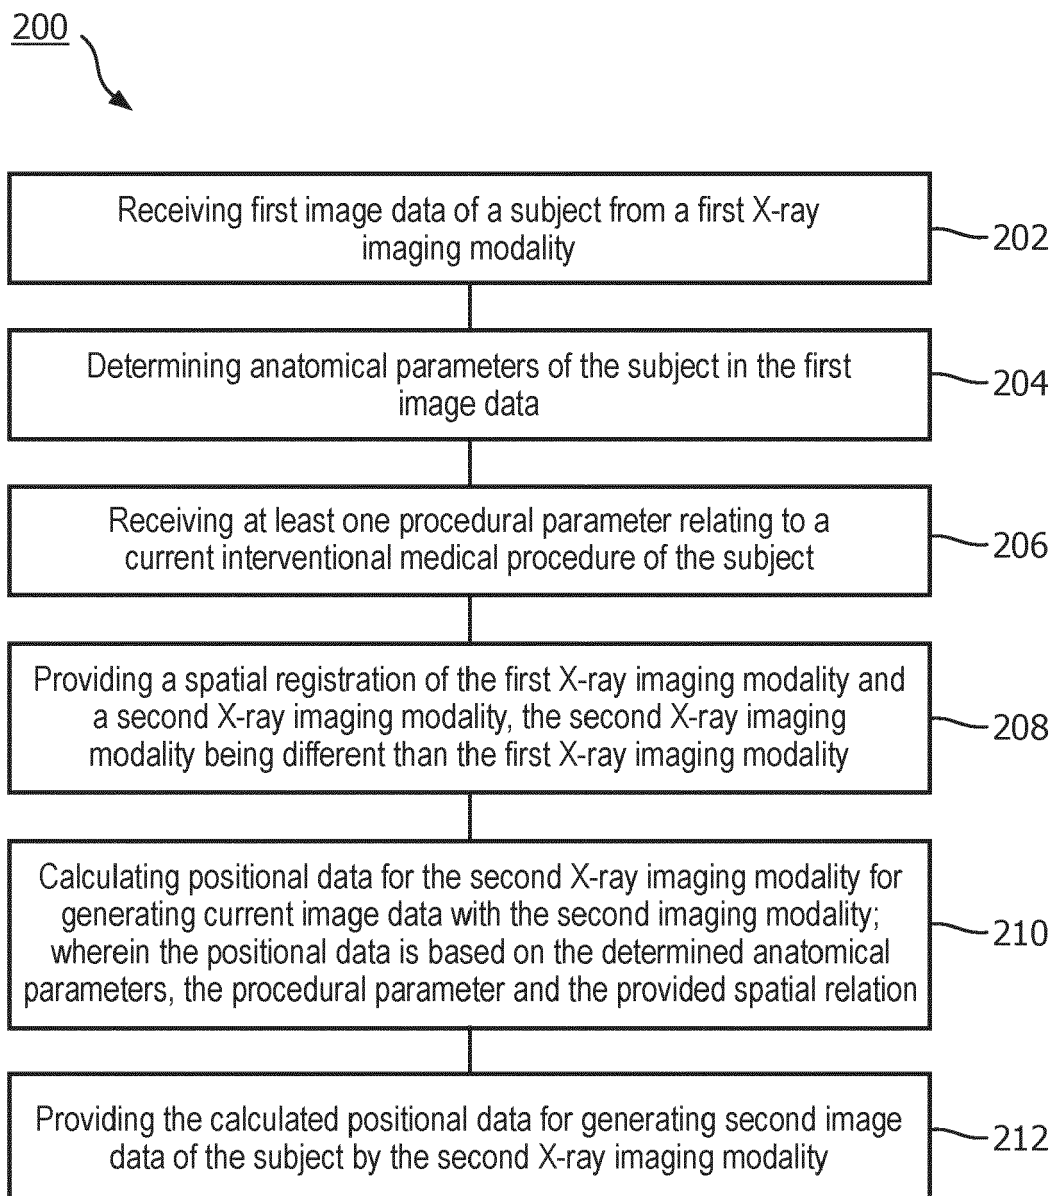 200
Receiving first image data of a subject from a first X-ray
imaging modality
202
Determining anatomical parameters of the subject in the first
image data
204
Receiving at least one procedural parameter relating to a
current interventional medical procedure of the subject
206
Providing a spatial registration of the first X-ray imaging modality and
a second X-ray imaging modality, the second X-ray imaging
modality being different than the first X-ray imaging modality
208
Calculating positional data for the second X-ray imaging modality for
generating current image data with the second imaging modality;
wherein the positional data is based on the determined anatomical
parameters, the procedural parameter and the provided spatial relation
210
Providing the calculated positional data for generating second image
data of the subject by the second X-ray imaging modality
212